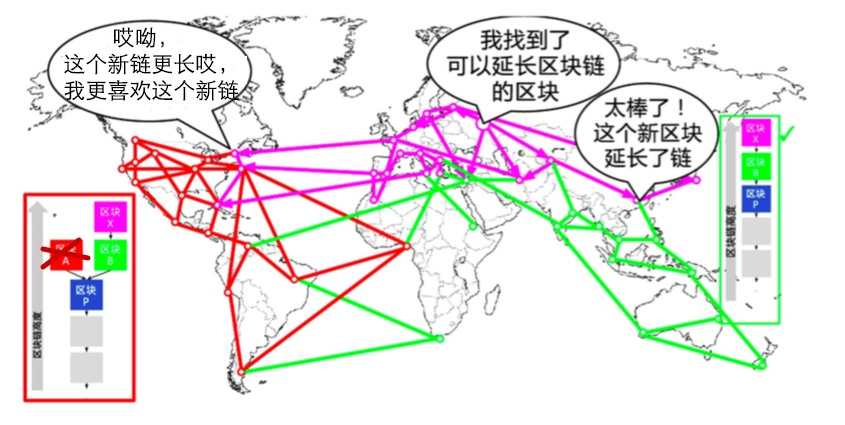 哎呦，
这个新链更长哎，
我更喜欢这个新链
我找到了
可以延长区块链
的区块
太棒了！
这个新区块
延长了链
区块
X
区块
B
区块
P
区块链高度
区块
X
区块
A
区块
B
区块
P
区块链高度